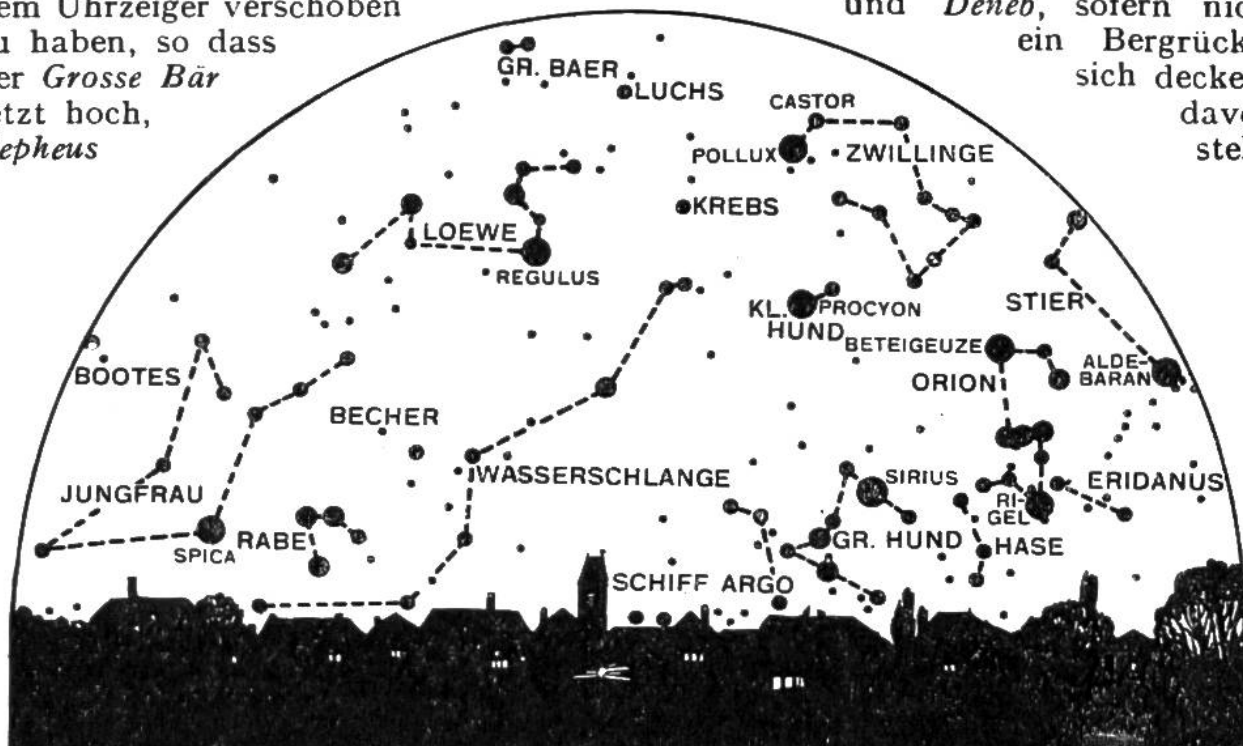 em Uhrzeiger verschoben
u haben, so dass
er Grosse Bär
etzt hoch,
epheus
und Deneb, sofern nic
ein Bergrück
sich decke
dav
stel
GR. BAER
LUCHS
CASTOR
POLLUX
ZWILLINGE
KREBS
LOEWE
REGULUS
KL. HUND
PROCYON
STIER
BETEIGEUZE
ALDE-
BARAN
ORION
BOOTES
BECHER
WASSERSCHLANGE
SIRIUS
ERIDANUS
JUNGFRAU
RI-
GEL
SPICA
RABE
GR. HUND
HASE
SCHIFF ARGO